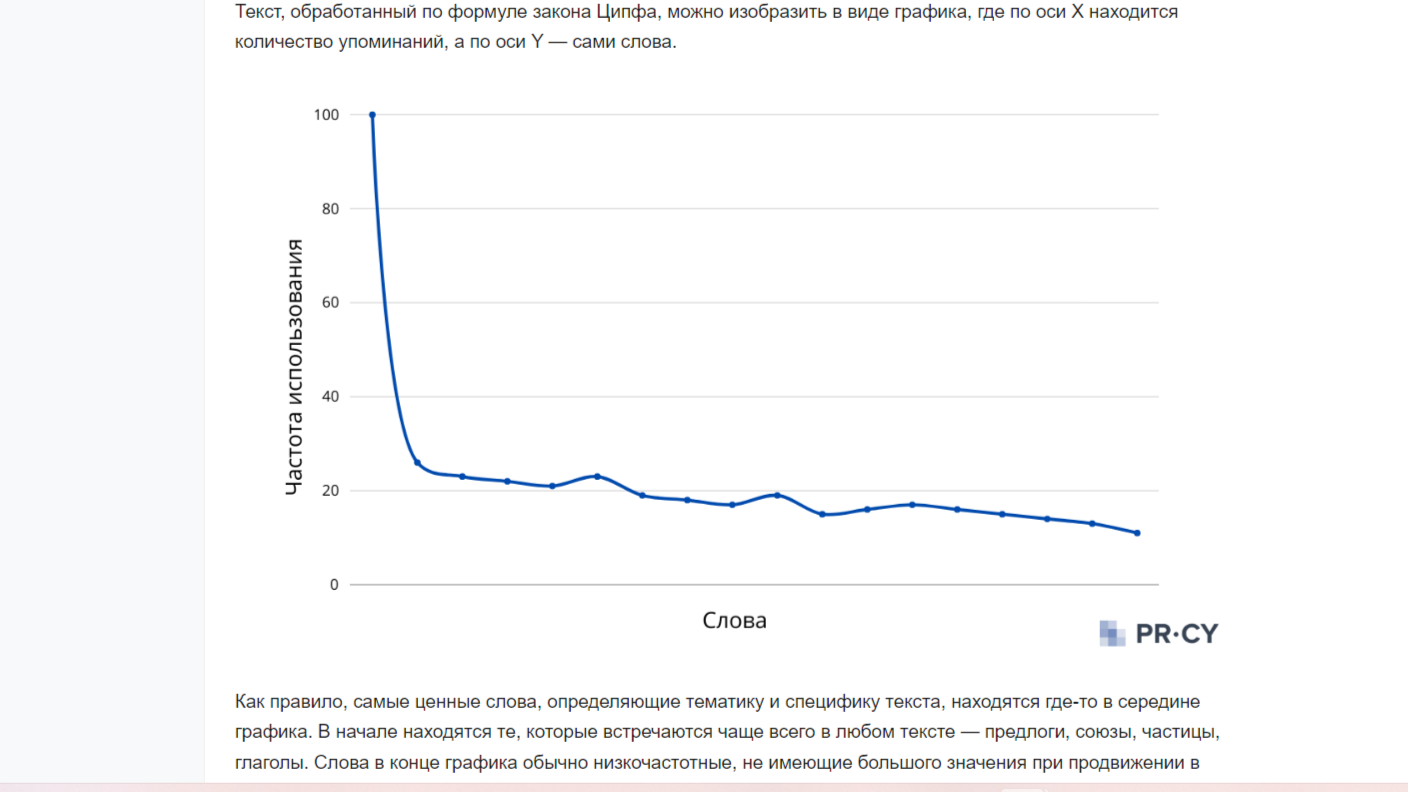 Текст, обработанный по формуле закона Ципфа, можно изобразить в виде графика, где по оси X находится
количество упоминаний, а по оси Y — сами слова.
100
80
60
40
20
0
Частота использования
Слова
PR·CY
Как правило, самые ценные слова, определяющие тематику и специфику текста, находятся где-то в середине
графика. В начале находятся те, которые встречаются чаще всего в любом тексте — предлоги, союзы, частицы,
глаголы. Слова в конце графика обычно низкочастотные, не имеющие большого значения при продвижении в